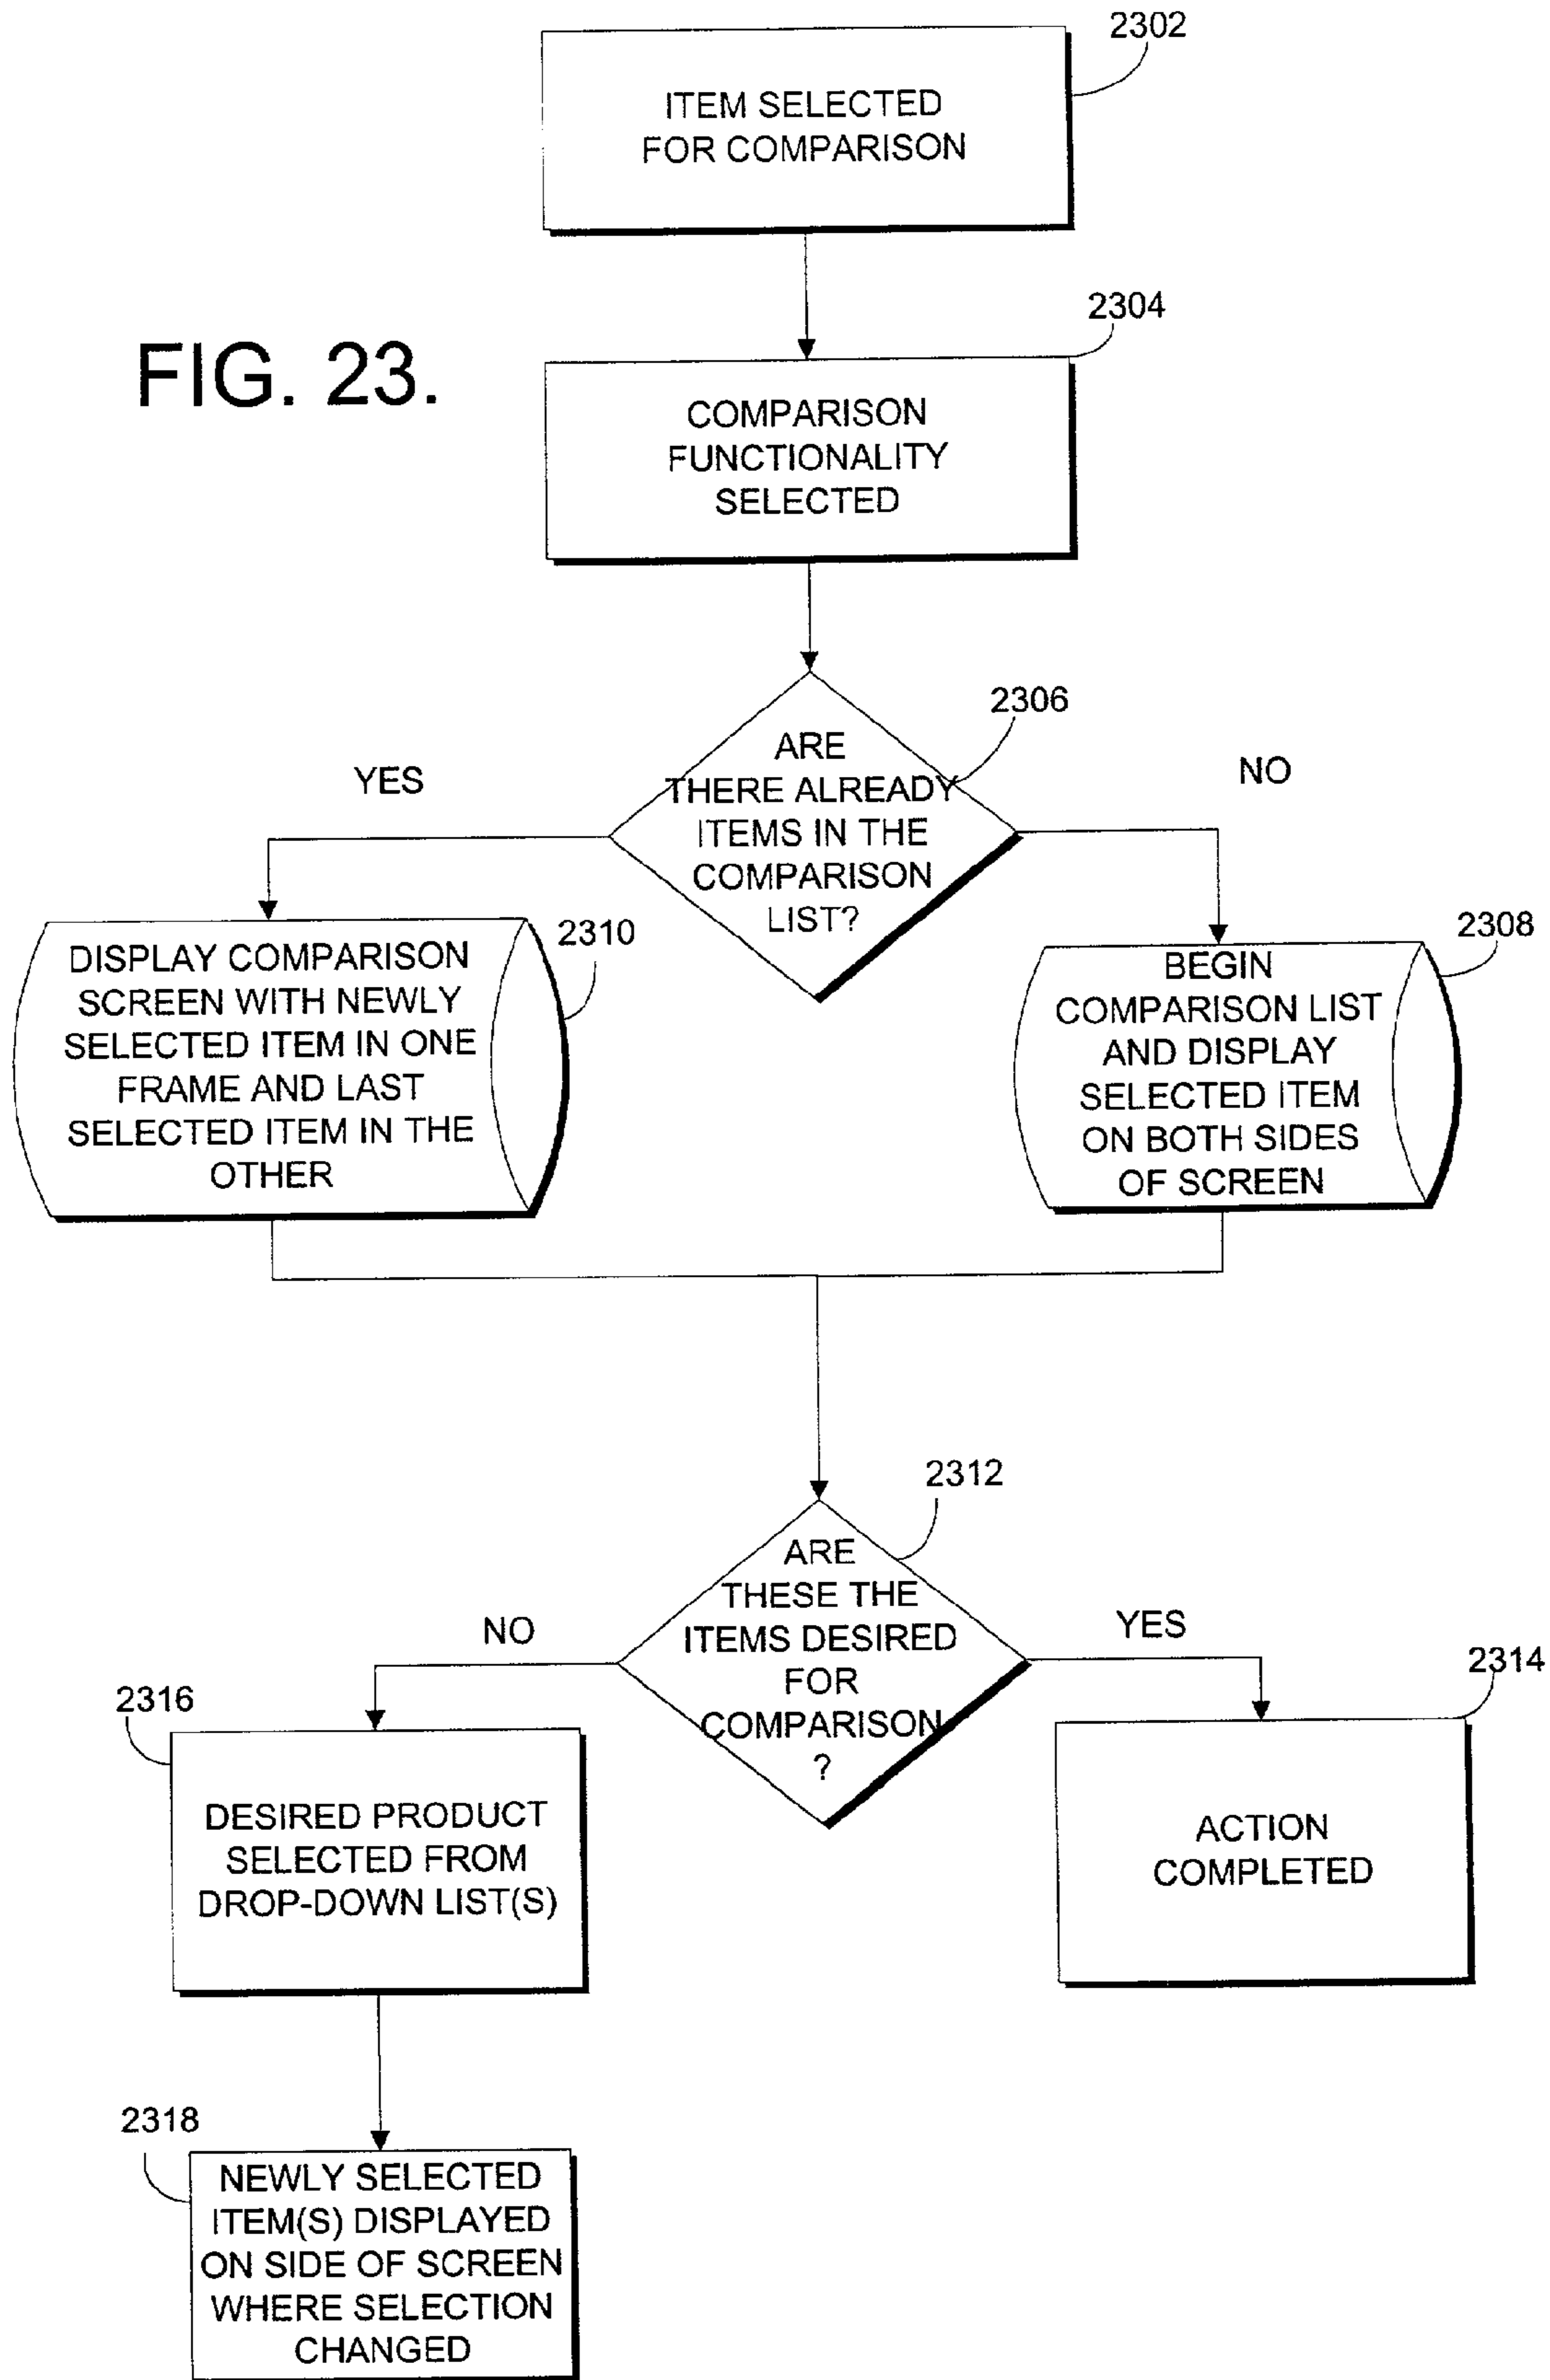 2302
ITEM SELECTED
FOR COMPARISON
FIG. 23.
2304
COMPARISON
FUNCTIONALITY
SELECTED
2306
YES
NO
ARE
THERE ALREADY
ITEMS IN THE
COMPARISON
LIST?
2310
DISPLAY COMPARISON
SCREEN WITH NEWLY
SELECTED ITEM IN ONE
FRAME AND LAST
SELECTED ITEM IN THE
OTHER
2308
BEGIN
COMPARISON LIST
AND DISPLAY
SELECTED ITEM
ON BOTH SIDES
OF SCREEN
2312
ARE
THESE THE
ITEMS DESIRED
FOR
COMPARISON
?
NO
YES
2316
DESIRED PRODUCT
SELECTED FROM
DROP-DOWN LIST(S)
2314
ACTION
COMPLETED
2318
NEWLY SELECTED
ITEM(S) DISPLAYED
ON SIDE OF SCREEN
WHERE SELECTION
CHANGED